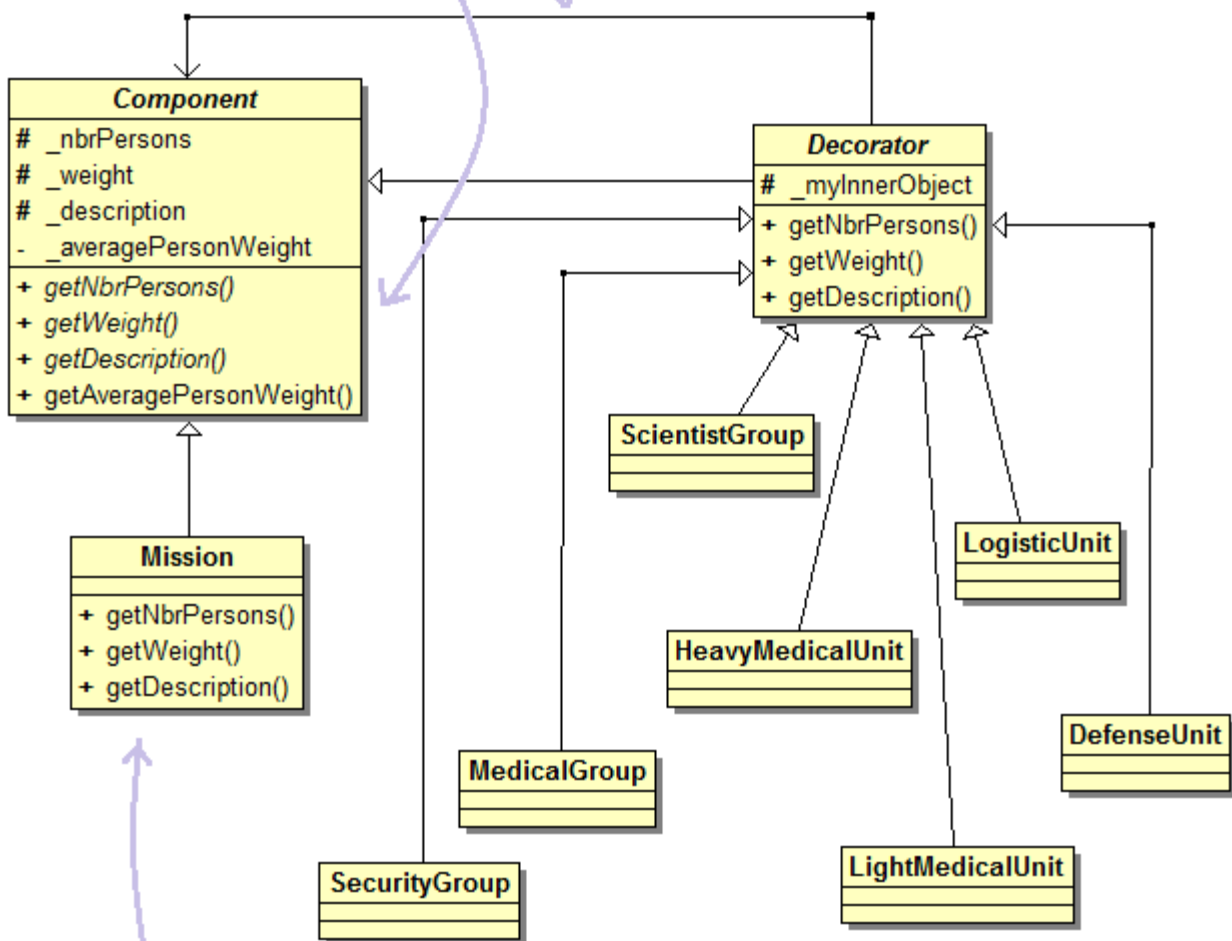 Component
# _nbrPersons
# _weight
# _description
- _averagePersonWeight
+ getNbrPersons()
+ getWeight()
+ getDescription()
+ getAveragePersonWeight()
Decorator
# _myInnerObject
+ getNbrPersons()
+ getWeight()
+ getDescription()
ScientistGroup
LogisticUnit
Mission
+ getNbrPersons()
+ getWeight()
+ getDescription()
HeavyMedicalUnit
DefenseUnit
MedicalGroup
LightMedicalUnit
SecurityGroup